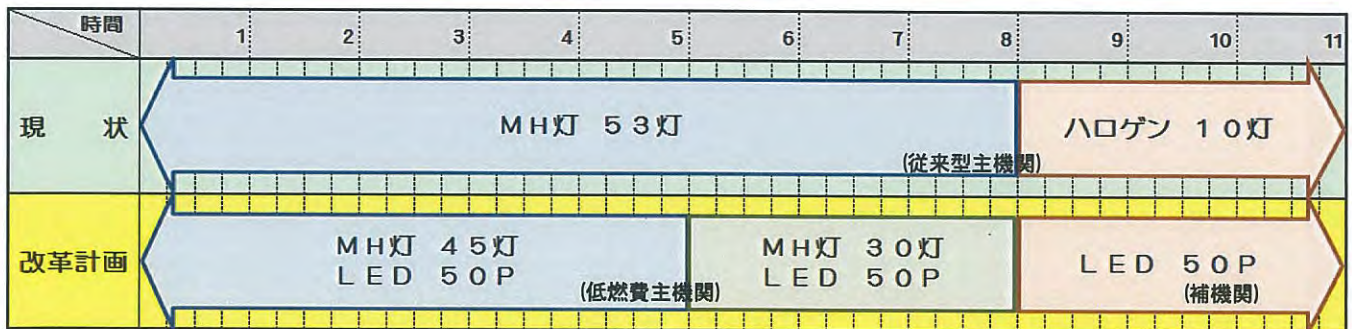 時間
1 2 3 4 5 6 7 8 9 10 11
現 状
MH灯 53灯
(従来型主機関)
ハロゲン 10灯
改革計画
MH灯 45灯
LED 50P
(低燃費主機関)
MH灯 30灯
LED 50P
LED 50P
(補機関)